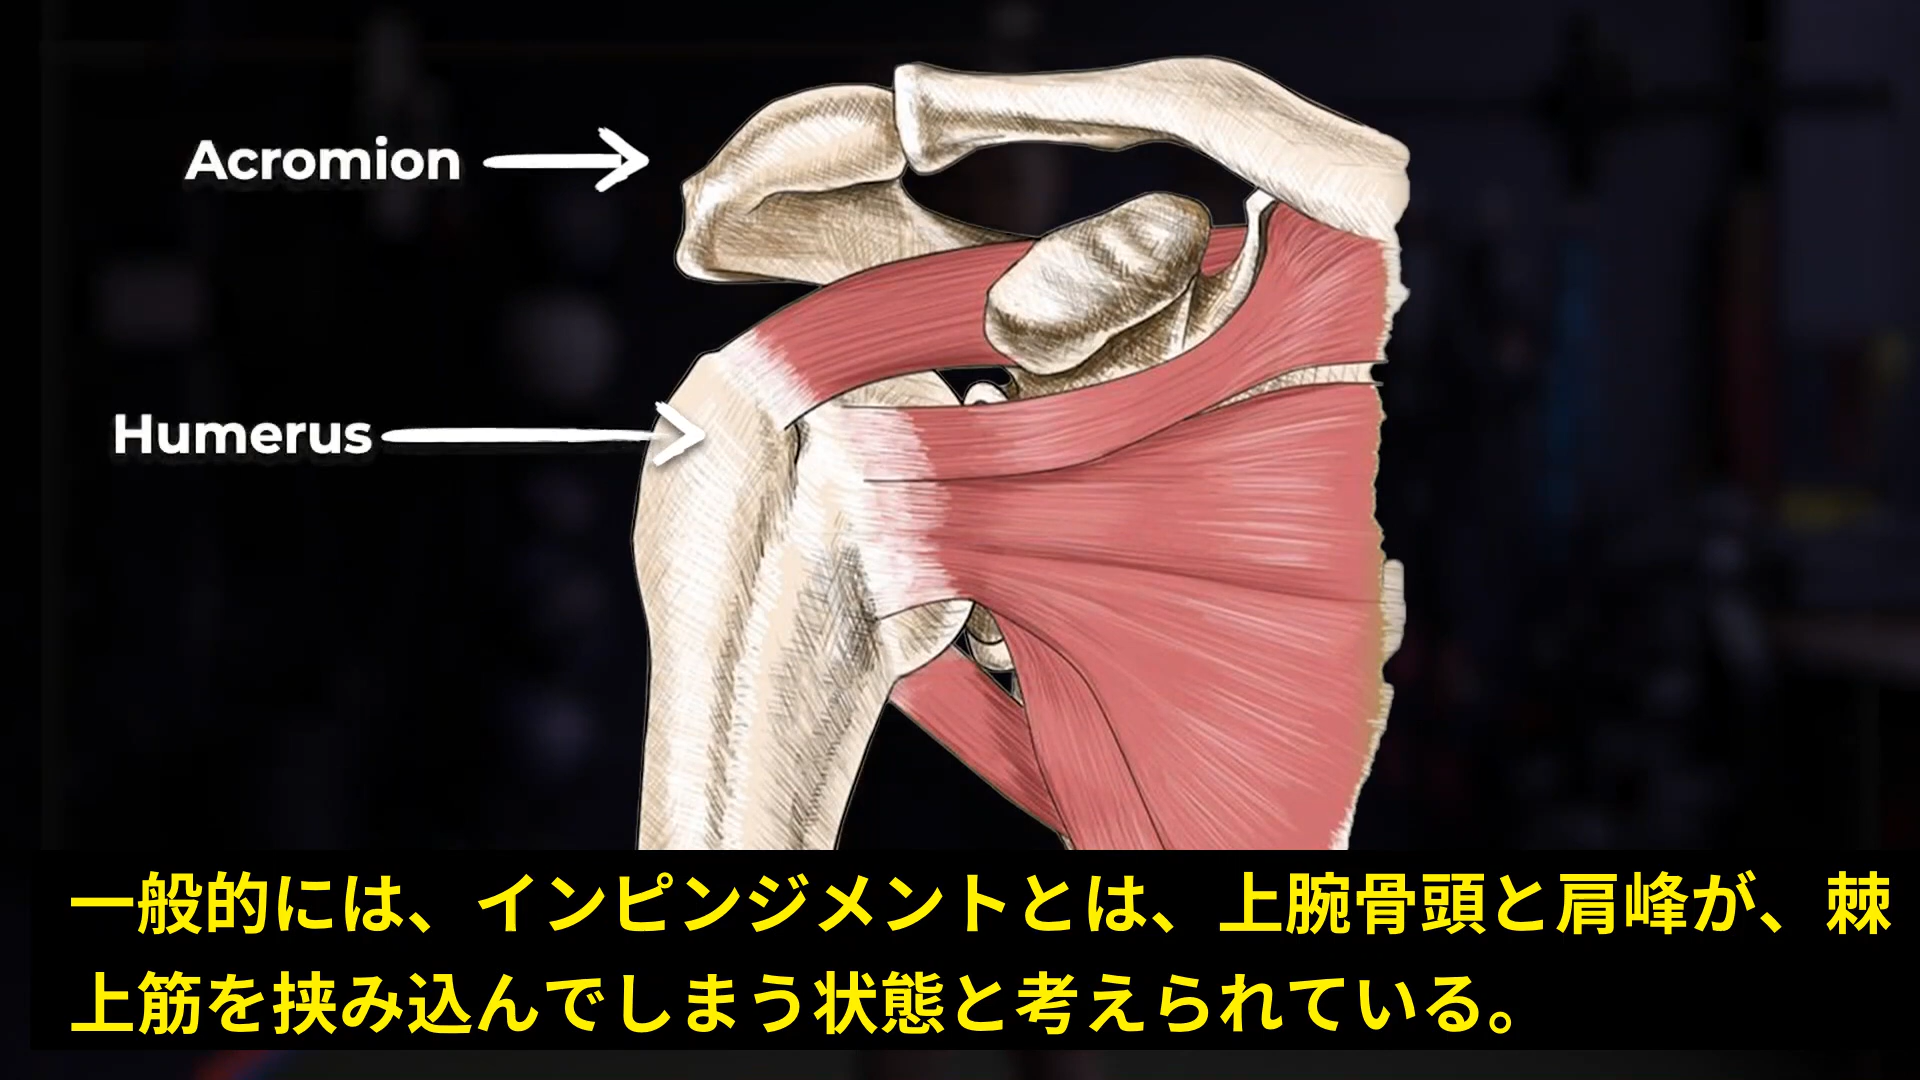 Acromion
Humerus
一般的には、インピンジメントとは、上腕骨頭と肩峰が、棘
上筋を挟み込んでしまう状態と考えられている。